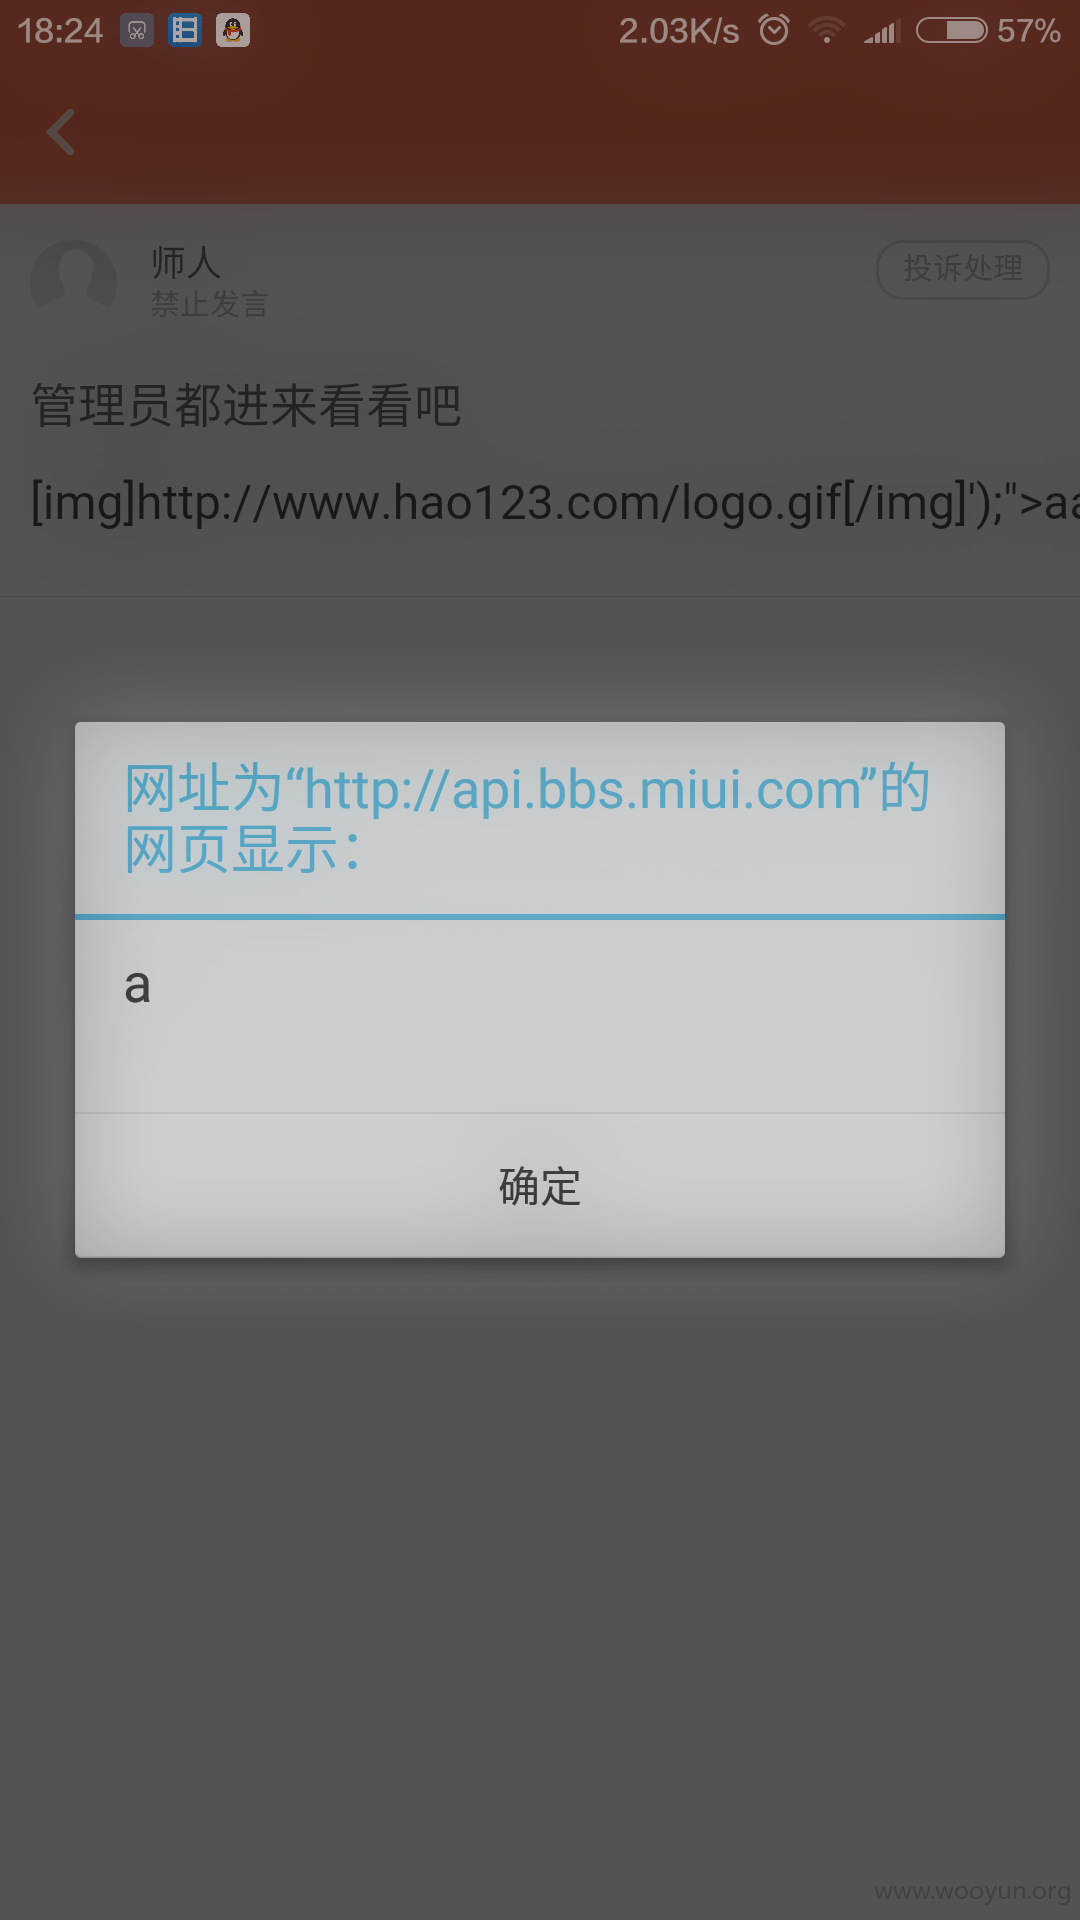 18:24
2.03K/s
57%
师人
禁止发言
投诉处理
管理员都进来看看吧
[img]http://www.hao123.com/logo.gif[/img]');">aa
网址为“http://api.bbs.miui.com”的
网页显示：
a
确定
www.wooyun.org